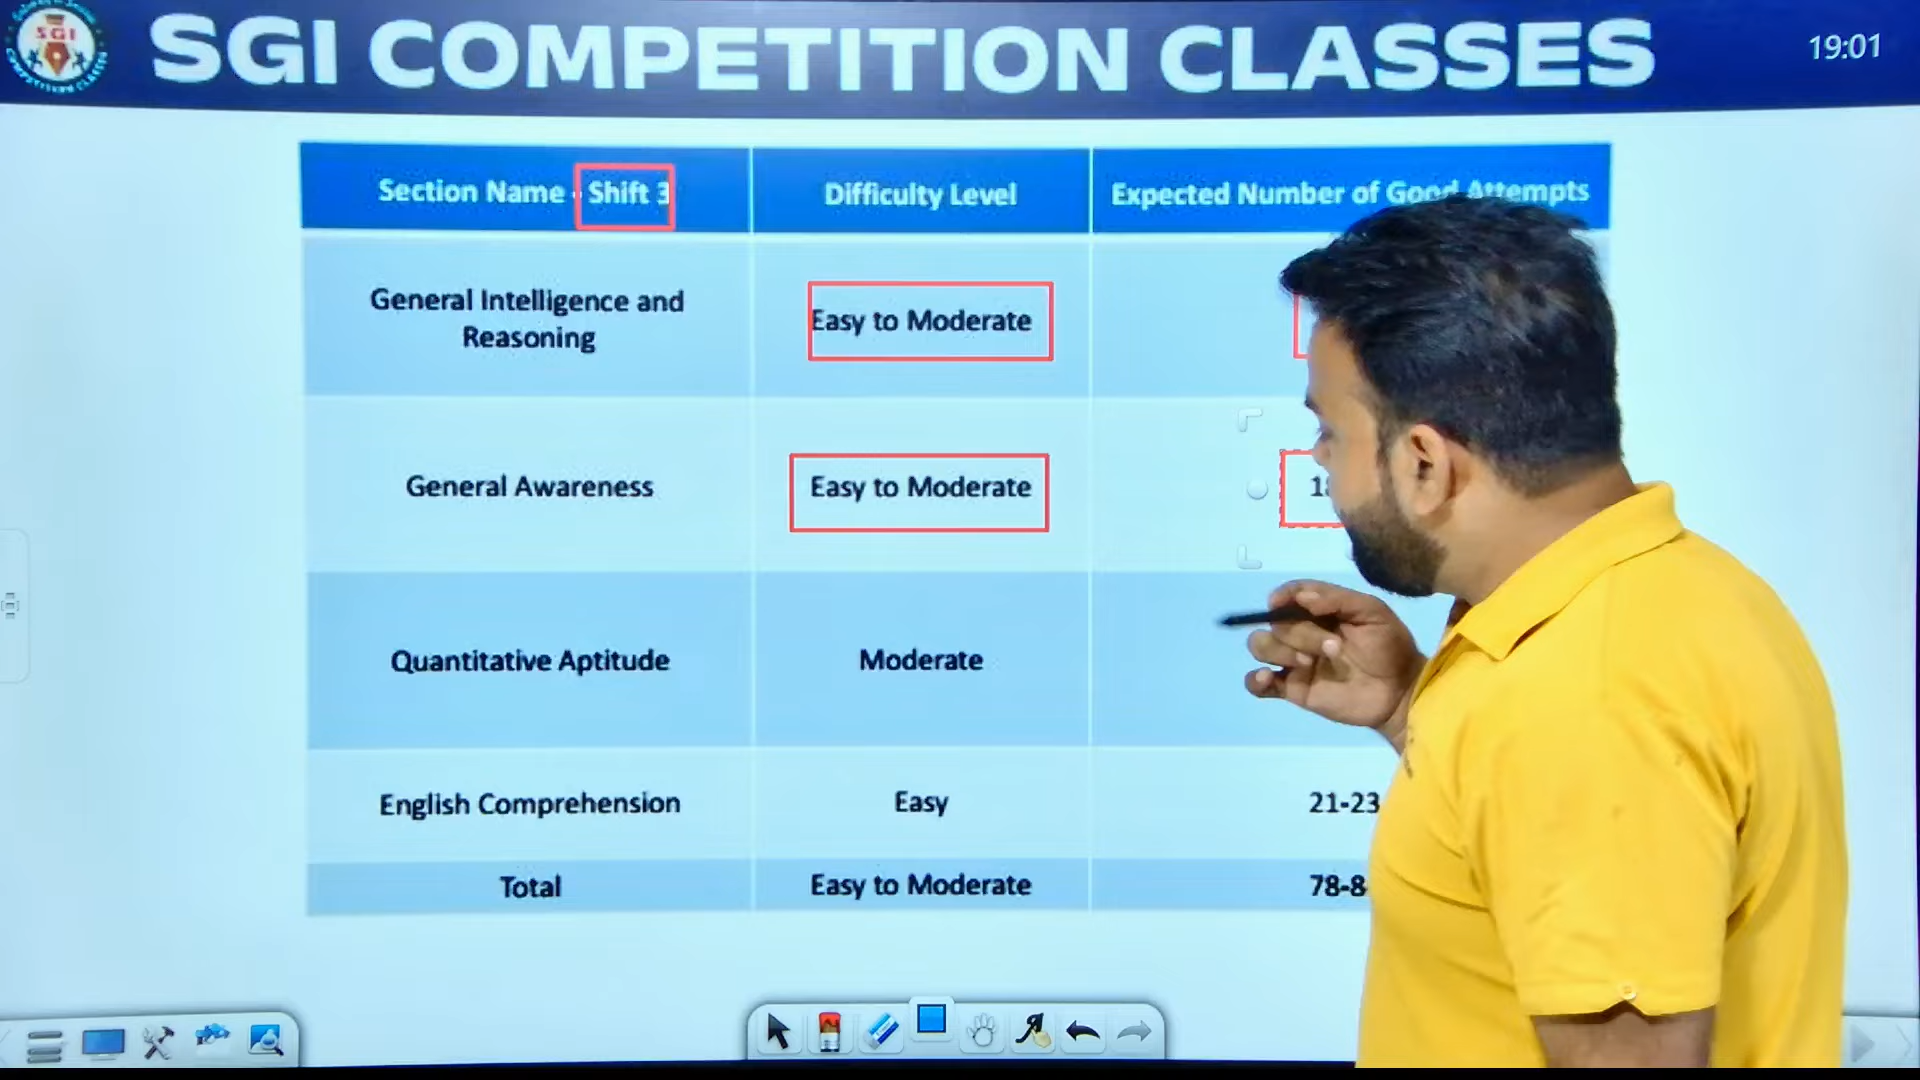 SGI
SGI COMPETITION CLASSES
19:01
Section Name - Shift 3
Difficulty Level
Expected Number of Good Attempts
General Intelligence and
Reasoning
Easy to Moderate
General Awareness
Easy to Moderate
Quantitative Aptitude
Moderate
English Comprehension
Easy
21-23
Total
Easy to Moderate